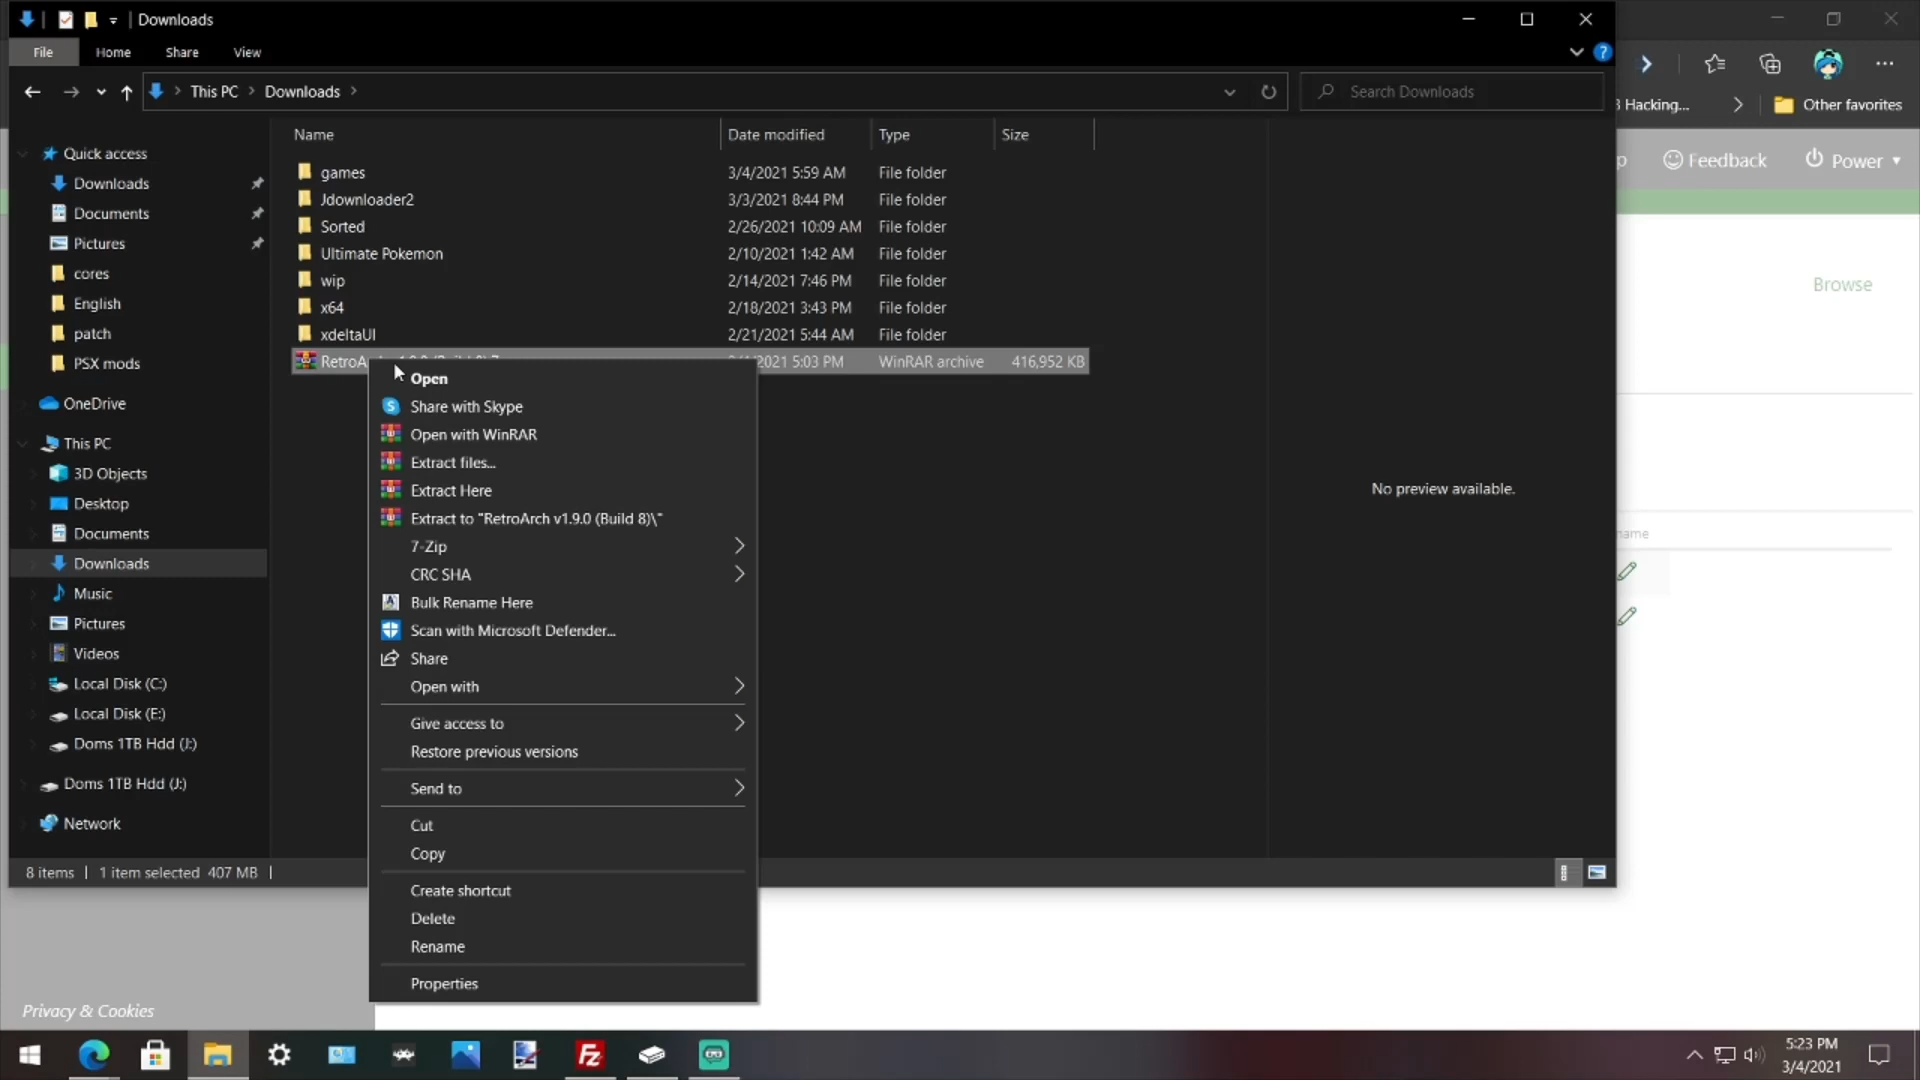 Downloads
File Home Share View
?
This PC Downloads
Search Downloads
Hacking...
Other favorites
Feedback
Power
Browse
Name Date modified Type Size
Quick access
Downloads
Documents
Pictures
cores
English
patch
PSX mods
OneDrive
This PC
3D Objects
Desktop
Documents
Downloads
Music
Pictures
Videos
Local Disk (C:)
Local Disk (E:)
Doms 1TB Hdd (J:)
Doms 1TB Hdd (J:)
Network
games 3/4/2021 5:59 AM File folder
Jdownloader2 3/3/2021 8:44 PM File folder
Sorted 2/26/2021 10:09 AM File folder
Ultimate Pokemon 2/10/2021 1:42 AM File folder
wip 2/14/2021 7:46 PM File folder
x64 2/18/2021 3:43 PM File folder
xdeltaUI 2/21/2021 5:44 AM File folder
2021 5:03 PM WinRAR archive 416,952 KB
Open
Share with Skype
Open with WinRAR
Extract files...
Extract Here
Extract to "RetroArch v1.9.0 (Build 8)\"
7-Zip
CRC SHA
Bulk Rename Here
Scan with Microsoft Defender...
Share
Open with
Give access to
Restore previous versions
Send to
Cut
Copy
Create shortcut
Delete
Rename
Properties
No preview available.
8 items 1 item selected 407 MB
Privacy & Cookies
Fz
5:23 PM
3/4/2021